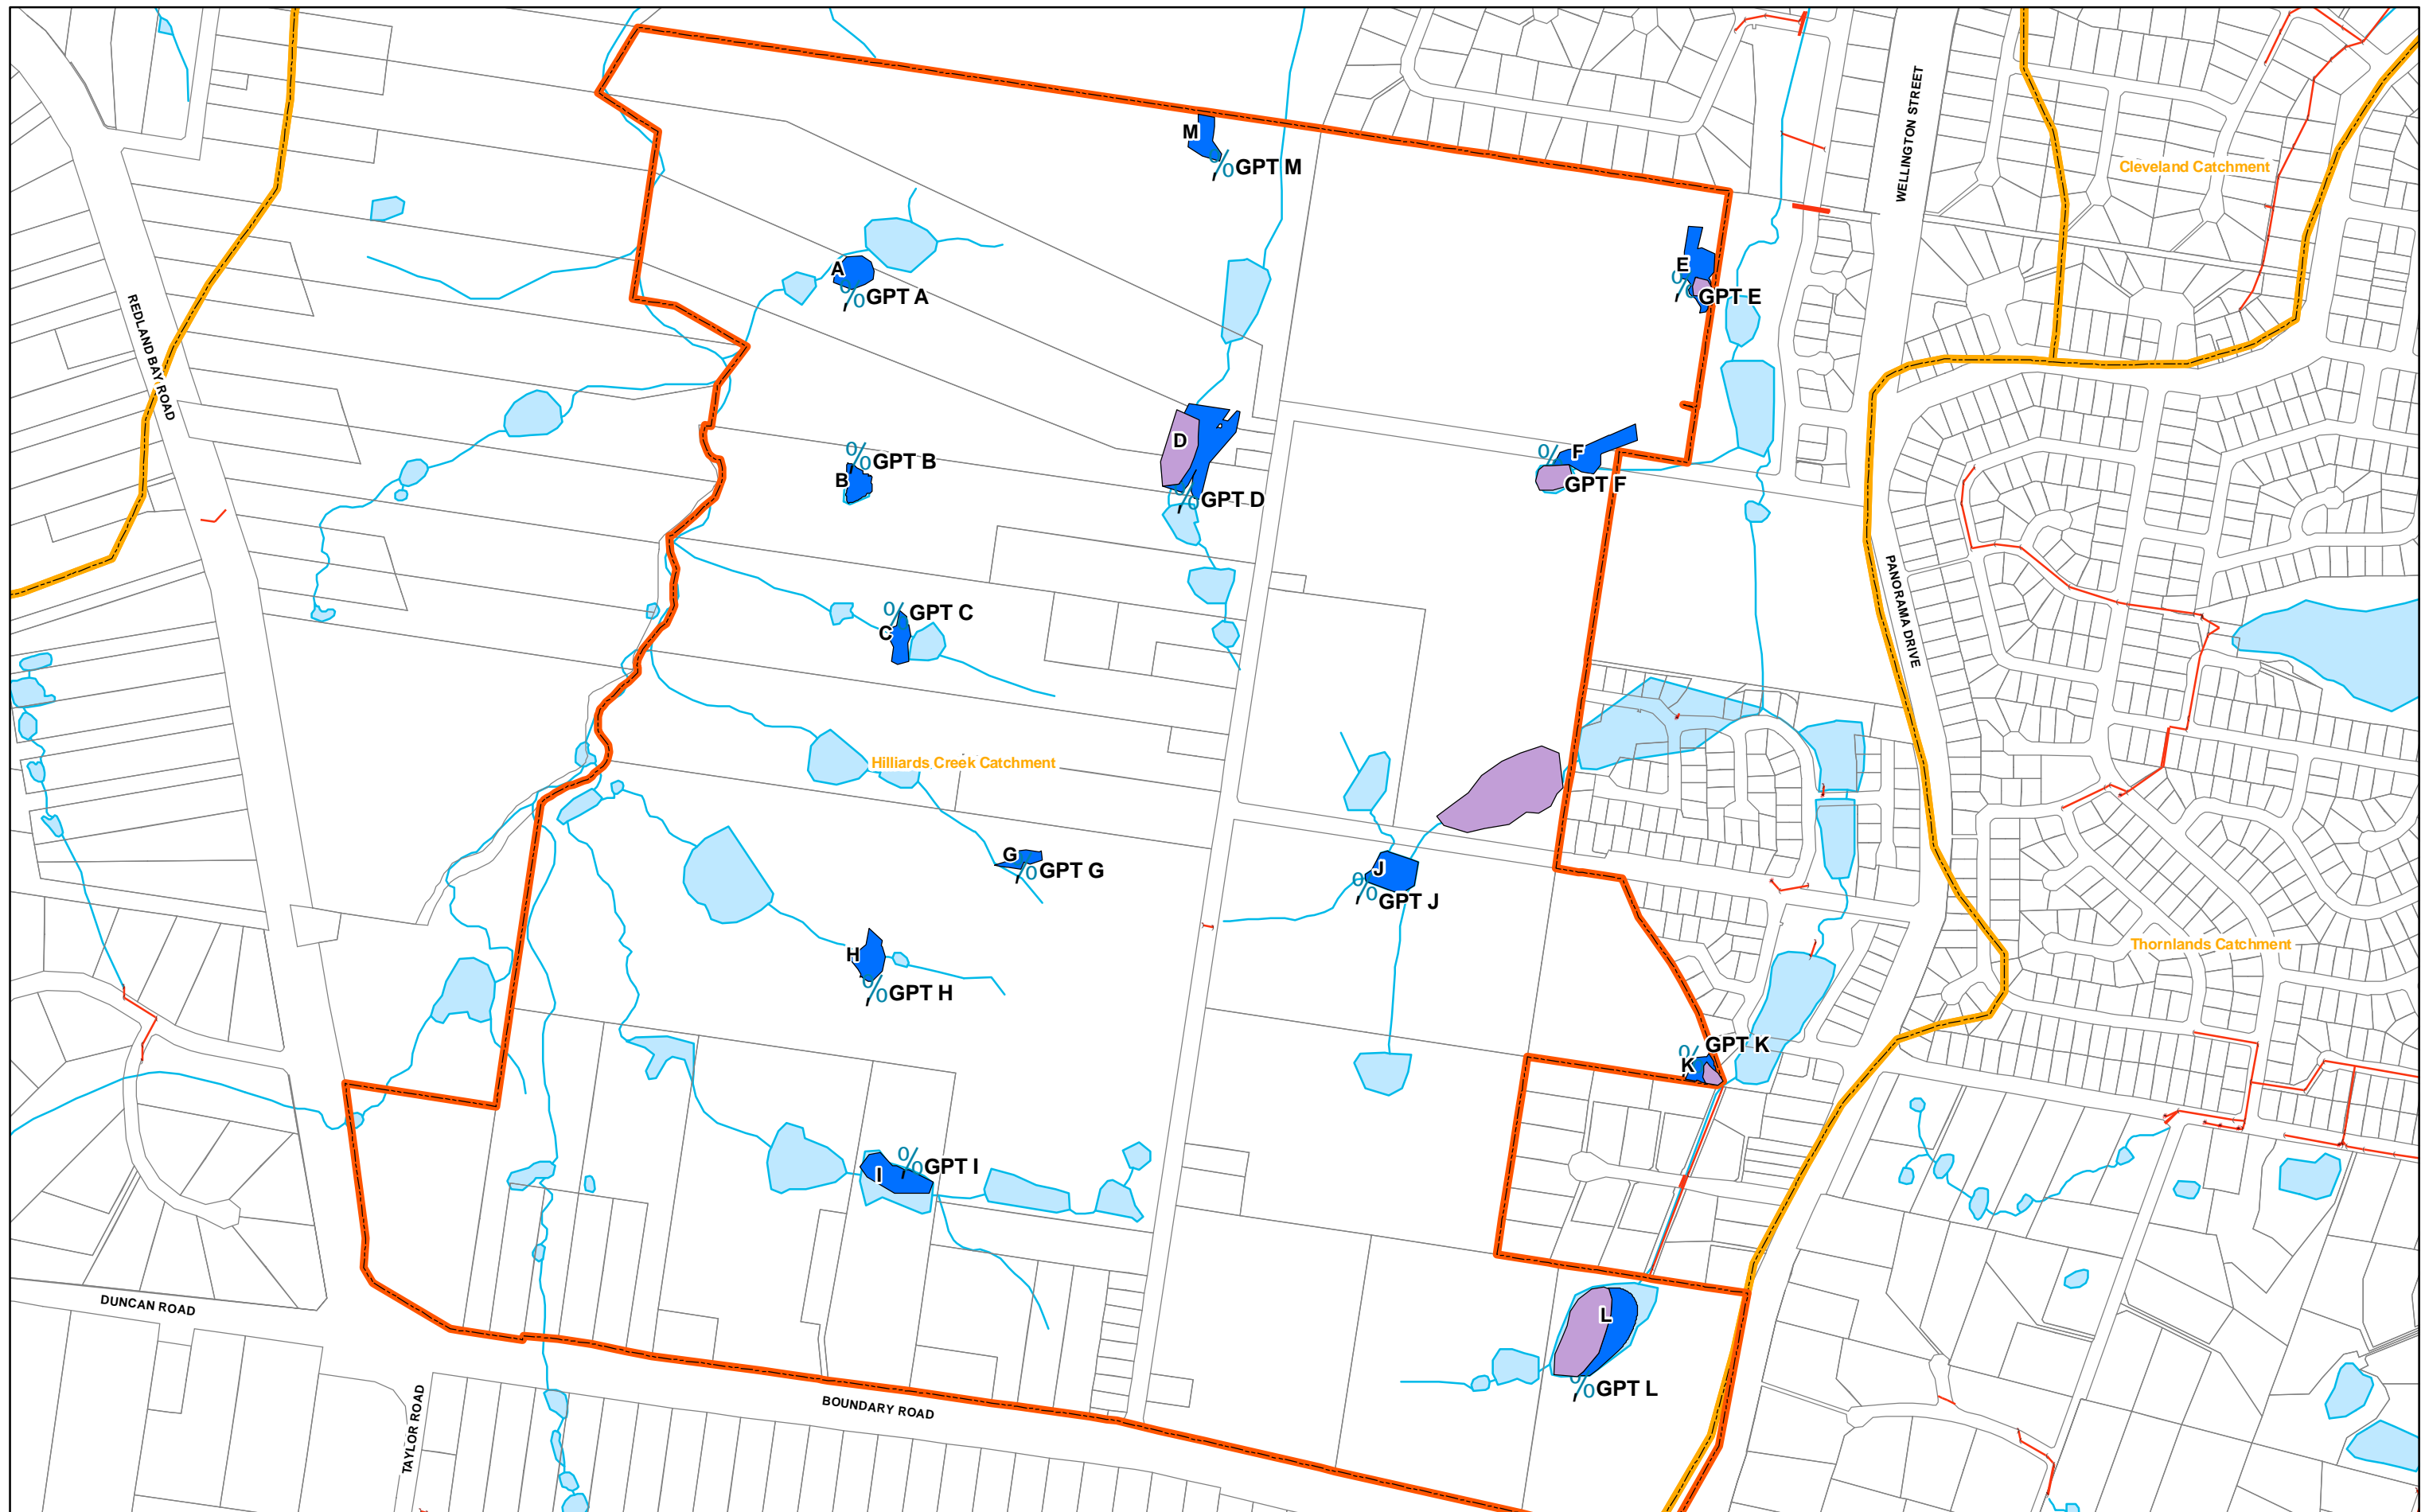 WELLINGTON STREET
M
%GPT M
Cleveland Catchment
A
%GPT A
E
%
GPT E
REDLAND BAY ROAD
D
%GPT D
%
F
GPT F
%
GPT B
B
PANORAMA DRIVE
%
GPT C
C
Hilliards Creek Catchment
G
%GPT G
J
%
GPT J
H
%GPT H
Thornlands Catchment
%
GPT K
K
%GPT I
I
DUNCAN ROAD
L
%GPT L
TAYLOR ROAD
BOUNDARY ROAD